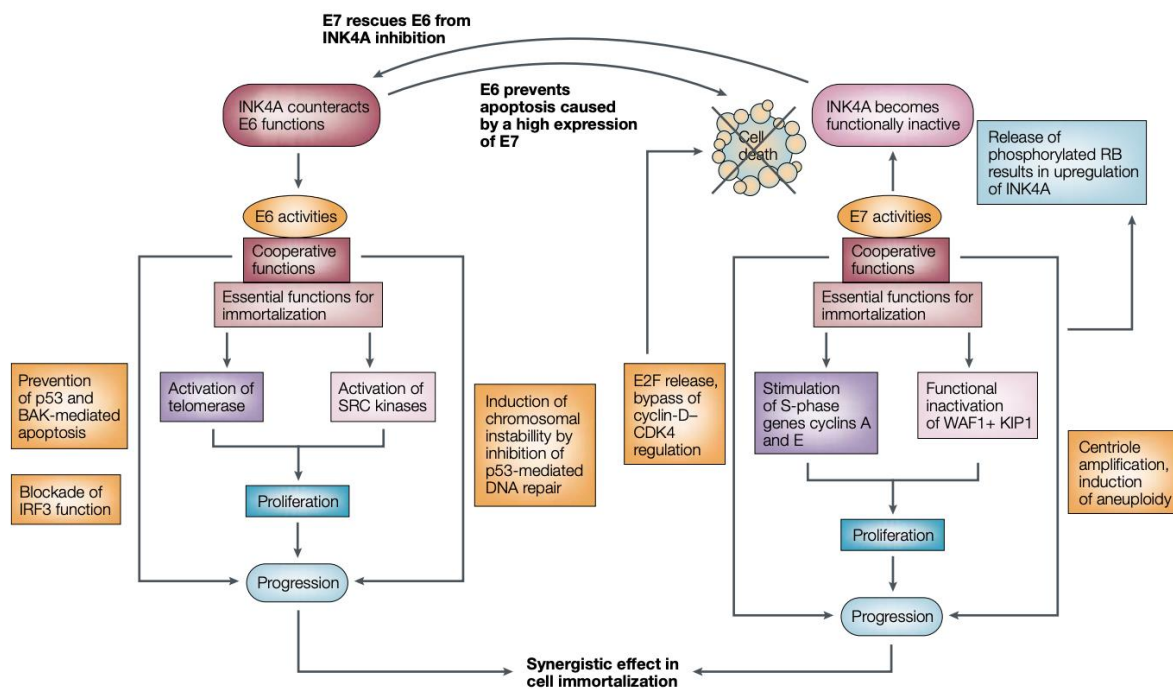 E7 rescues E6 from
INK4A inhibition
E6 prevents
apoptosis caused
by a high expression
of E7
INK4A counteracts
E6 functions
Cell
death
INK4A becomes
functionally inactive
Release of
phosphorylated RB
results in upregulation
of INK4A
E6 activities
Cooperative
functions
Essential functions for
immortalization
Prevention
of p53 and
BAK-mediated
apoptosis
Blockade of
IRF3 function
Activation of
telomerase
Activation of
SRC kinases
Induction of
chromosomal
instabillity by
inhibition of
p53-mediated
DNA repair
Proliferation
Progression
E7 activities
Cooperative
functions
Essential functions for
immortalization
E2F release,
bypass of
cyclin-D–
CDK4
regulation
Stimulation
of S-phase
genes cyclins A
and E
Functional
inactivation
of WAF1+ KIP1
Centriole
amplification,
induction
of aneuploidy
Proliferation
Progression
Synergistic effect in
cell immortalization